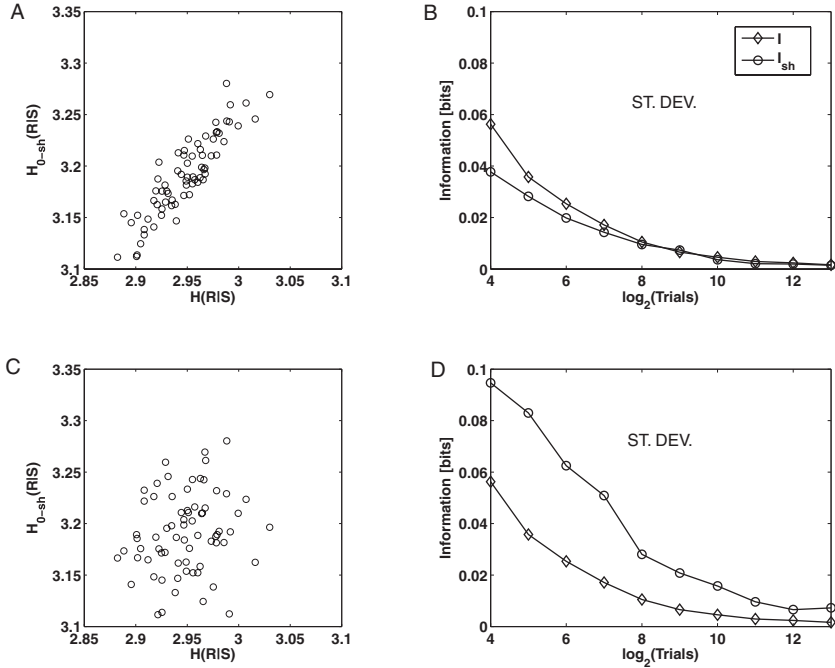 A
3.35
3.3
3.25
3.2
3.15
3.1
H0−sh(R|S)
2.85 2.9 2.95 3 3.05 3.1
H(R|S)
B
0.1
0.08
0.06
0.04
0.02
0
Information [bits]
I
Ish
ST. DEV.
4 6 8 10 12
log2(Trials)
C
3.35
3.3
3.25
3.2
3.15
3.1
H0−sh(R|S)
2.85 2.9 2.95 3 3.05 3.1
H(R|S)
D
0.1
0.08
0.06
0.04
0.02
0
Information [bits]
ST. DEV.
4 6 8 10 12
log2(Trials)